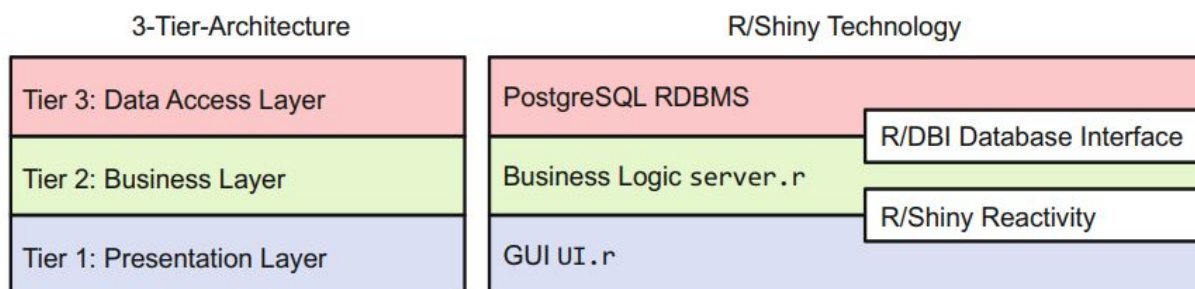 3-Tier-Architecture
R/Shiny Technology
Tier 3: Data Access Layer
PostgreSQL RDBMS
R/DBI Database Interface
Tier 2: Business Layer
Business Logic server.r
R/Shiny Reactivity
Tier 1: Presentation Layer
GUI UI.r